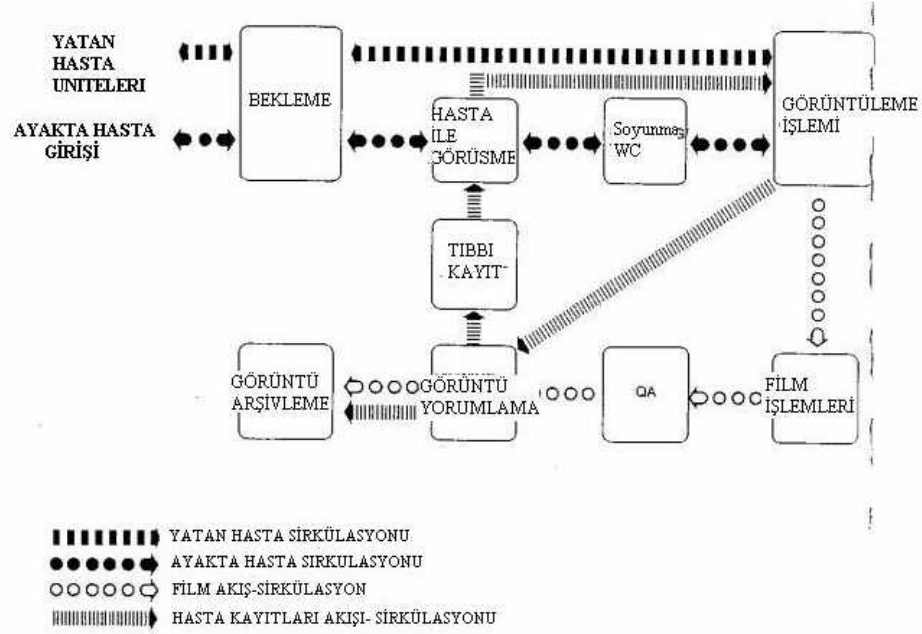 YATAN
HASTA
UNITELERI
BEKLEME
AYAKTA HASTA
GİRİŞİ
HASTA
İLE
GÖRÜSME
Soyunma
WC
GÖRÜNTÜLEME
İŞLEMİ
TIBBI
KAYIT
GÖRÜNTÜ
ARŞİVLEME
GÖRÜNTÜ
YORUMLAMA
QA
FİLM
İŞLEMLERİ
YATAN HASTA SİRKÜLASYONU
AYAKTA HASTA SIRKULASYONU
FİLM AKIŞ-SİRKÜLASYON
HASTA KAYITLARI AKIŞI- SİRKÜLASYONU